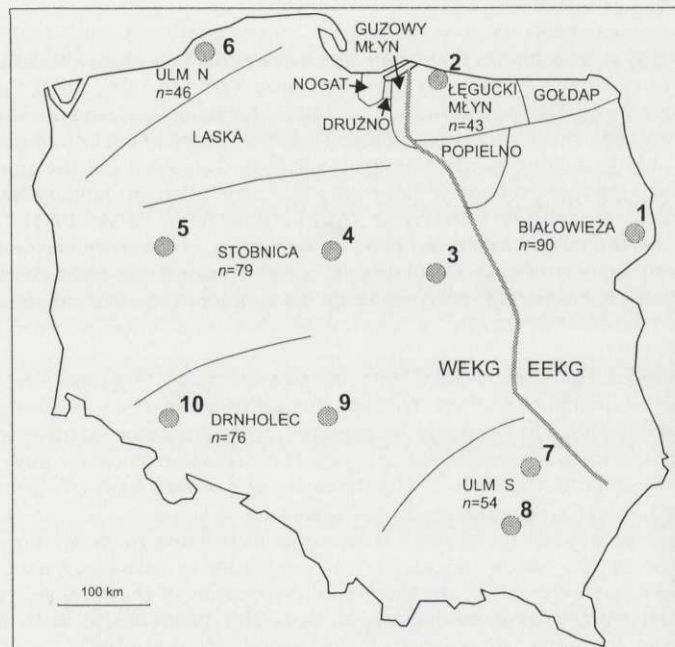 6
ULM N
n=46
GUZOWY
MŁYN
NOGAT
DRUŻNO
2
ŁĘGUCKI
MŁYN
n=43
GOŁDAP
LASKA
POPIELNO
5
STOBNICA
n=79
4
3
BIAŁOWIEŻA
n=90
1
WEKG EEKG
10
DRNHOLEC
n=76
9
7
ULM S
n=54
8
100 km